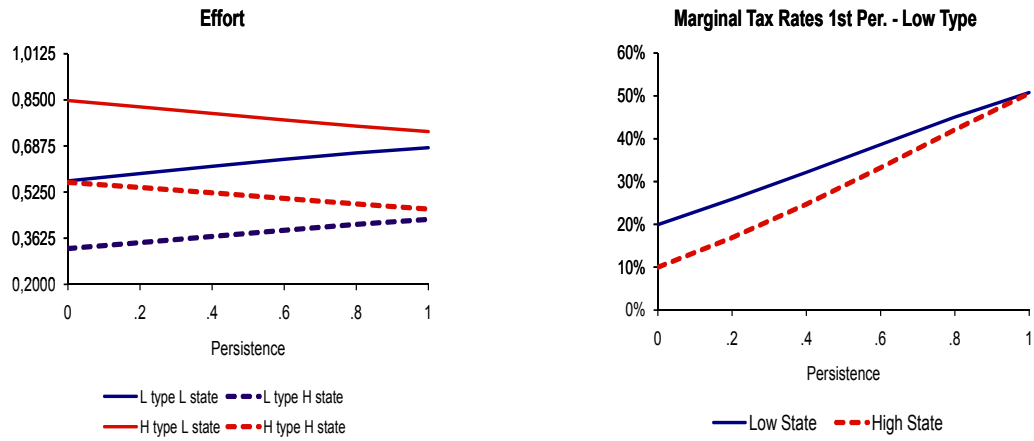 Effort
1,0125
0,8500
0,6875
0,5250
0,3625
0,2000
0 .2 .4 .6 .8 1
Persistence
L type L state L type H state
H type L state H type H state
Marginal Tax Rates 1st Per. - Low Type
60%
50%
40%
30%
20%
10%
0%
0 .2 .4 .6 .8 1
Persistence
Low State High State